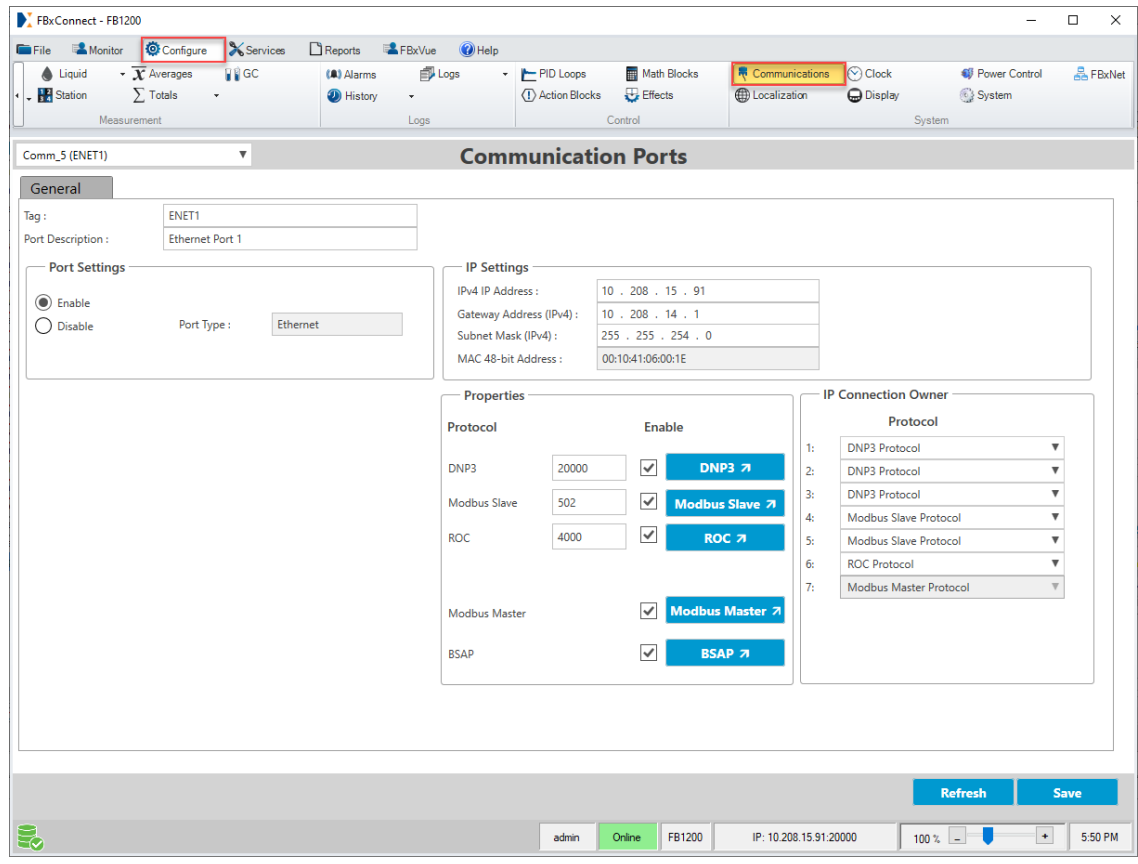 FBxConnect - FB1200
File Monitor Configure Services Reports FBxVue Help
Liquid Averages GC Alarms Logs PID Loops Math Blocks Communications Clock Power Control FBxNet
Station Totals History Action Blocks Effects Localization Display System
Measurement Logs Control System
Comm_5 (ENET1) Communication Ports
General
Tag : ENET1
Port Description : Ethernet Port 1
Port Settings
Enable
Disable Port Type : Ethernet
IP Settings
IPv4 IP Address : 10 . 208 . 15 . 91
Gateway Address (IPv4) : 10 . 208 . 14 . 1
Subnet Mask (IPv4) : 255 . 255 . 254 . 0
MAC 48-bit Address : 00:10:41:06:00:1E
Properties
Protocol Enable
DNP3 20000 DNP3
Modbus Slave 502 Modbus Slave
ROC 4000 ROC
Modbus Master Modbus Master
BSAP BSAP
IP Connection Owner
Protocol
1: DNP3 Protocol
2: DNP3 Protocol
3: DNP3 Protocol
4: Modbus Slave Protocol
5: Modbus Slave Protocol
6: ROC Protocol
7: Modbus Master Protocol
Refresh Save
admin Online FB1200 IP: 10.208.15.91:20000 100 % - + 5:50 PM